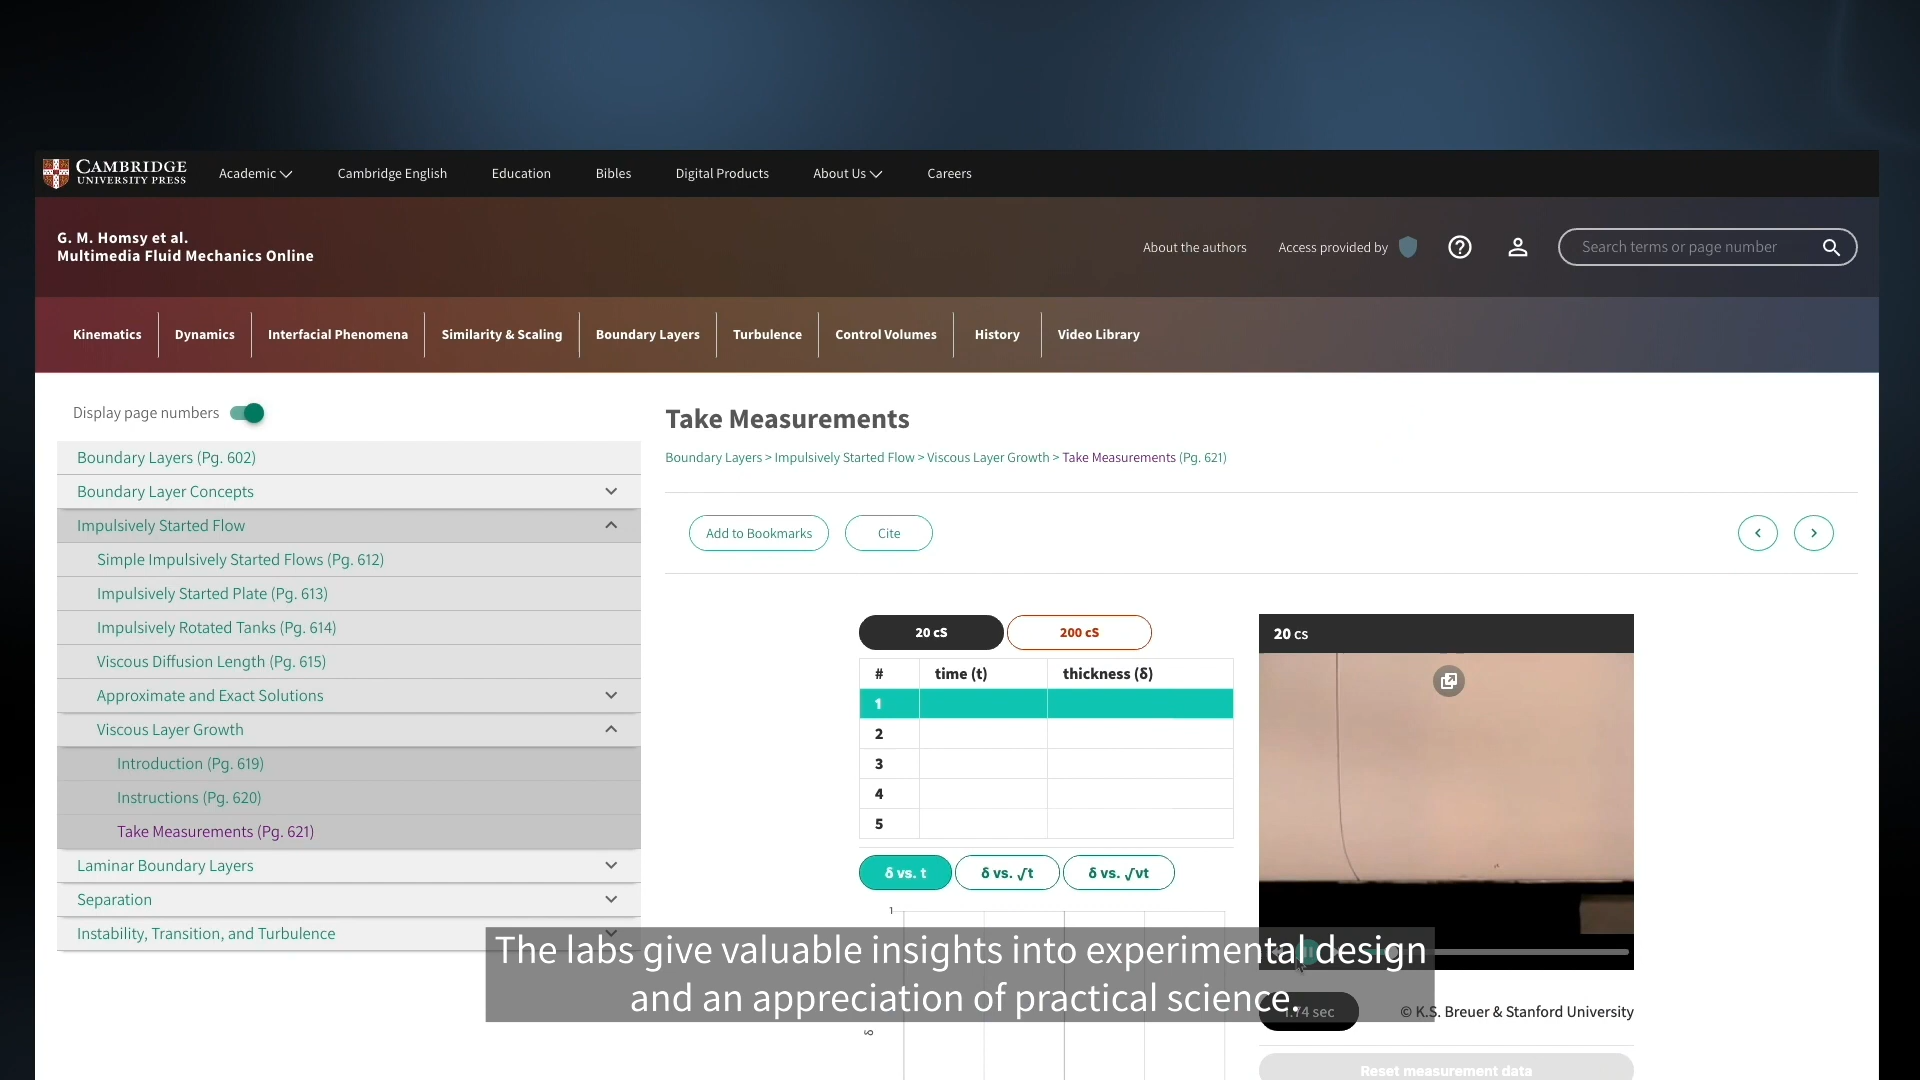 CAMBRIDGE
UNIVERSITY PRESS
Academic
Cambridge English
Education
Bibles
Digital Products
About Us
Careers
G. M. Homsy et al.
Multimedia Fluid Mechanics Online
About the authors
Access provided by
Search terms or page number
Kinematics
Dynamics
Interfacial Phenomena
Similarity & Scaling
Boundary Layers
Turbulence
Control Volumes
History
Video Library
Display page numbers
Boundary Layers (Pg. 602)
Boundary Layer Concepts
Impulsively Started Flow
Simple Impulsively Started Flows (Pg. 612)
Impulsively Started Plate (Pg. 613)
Impulsively Rotated Tanks (Pg. 614)
Viscous Diffusion Length (Pg. 615)
Approximate and Exact Solutions
Viscous Layer Growth
Introduction (Pg. 619)
Instructions (Pg. 620)
Take Measurements (Pg. 621)
Laminar Boundary Layers
Separation
Instability, Transition, and Turbulence
Take Measurements
Boundary Layers > Impulsively Started Flow > Viscous Layer Growth > Take Measurements (Pg. 621)
Add to Bookmarks
Cite
20 cS
200 cS
# time (t) thickness (δ)
1
2
3
4
5
δ vs. t
δ vs. √t
δ vs. √νt
1
δ
20 cs
1.74 sec
© K.S. Breuer & Stanford University
Reset measurement data
The labs give valuable insights into experimental design
and an appreciation of practical science.